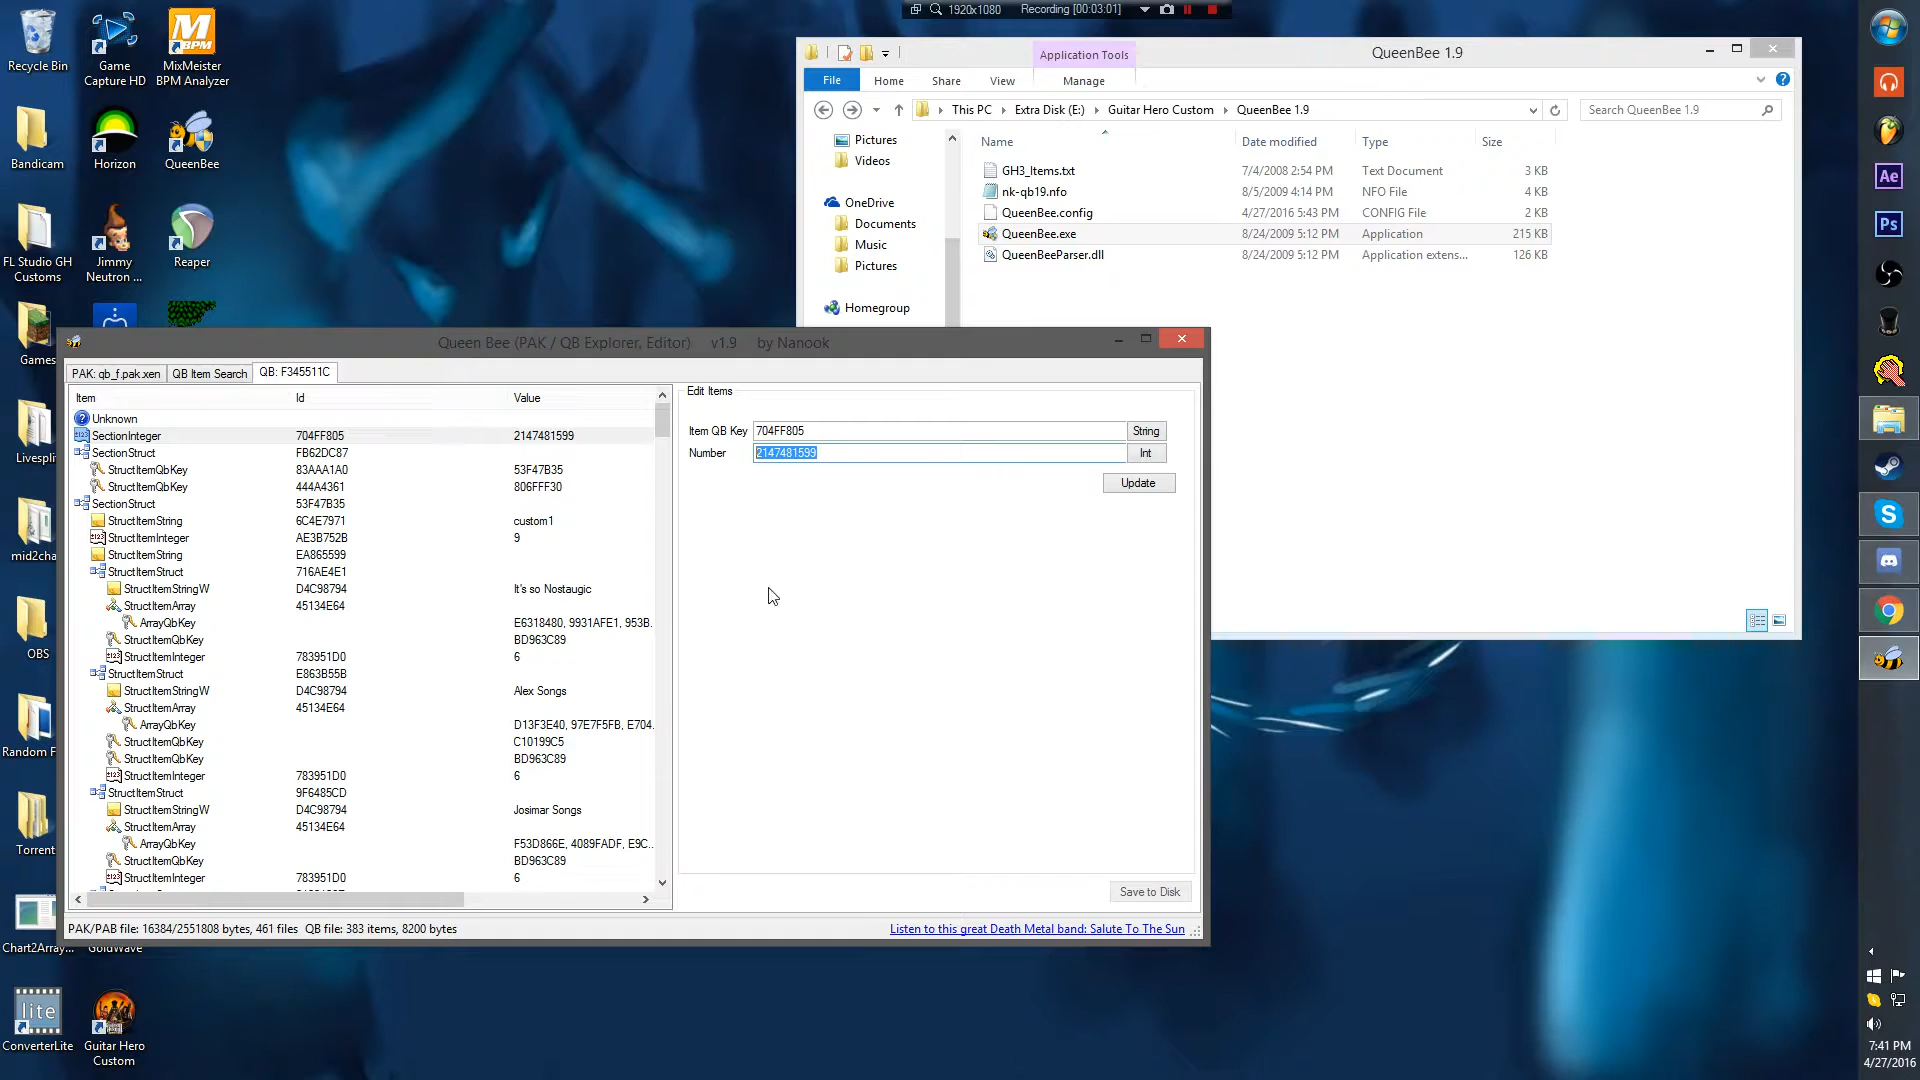 1920x1080 Recording [00:03:01]
Recycle Bin
Game Capture HD
MixMeister BPM Analyzer
Bandicam
Horizon
QueenBee
FL Studio GH Customs
Jimmy Neutron ...
Reaper
Games
Livespli
mid2cha
OBS
Random F
Torrent
Chart2Array...
GoldWave
lite
ConverterLite
Guitar Hero Custom
Application Tools
QueenBee 1.9
File Home Share View Manage
This PC Extra Disk (E:) Guitar Hero Custom QueenBee 1.9
Search QueenBee 1.9
Pictures
Videos
OneDrive
Documents
Music
Pictures
Homegroup
Name Date modified Type Size
GH3_Items.txt 7/4/2008 2:54 PM Text Document 3 KB
nk-qb19.nfo 8/5/2009 4:14 PM NFO File 4 KB
QueenBee.config 4/27/2016 5:43 PM CONFIG File 2 KB
QueenBee.exe 8/24/2009 5:12 PM Application 215 KB
QueenBeeParser.dll 8/24/2009 5:12 PM Application extens... 126 KB
Queen Bee (PAK / QB Explorer, Editor) v1.9 by Nanook
PAK: qb_f.pak.xen QB Item Search QB: F345511C
Item Id Value
Unknown
SectionInteger 704FF805 2147481599
SectionStruct FB62DC87
StructItemQbKey 83AAA1A0 53F47B35
StructItemQbKey 444A4361 806FFF30
SectionStruct 53F47B35
StructItemString 6C4E7971 custom1
StructItemInteger AE3B752B 9
StructItemString EA865599
StructItemStruct 716AE4E1
StructItemStringW D4C98794 It's so Nostaugic
StructItemArray 45134E64
ArrayQbKey E6318480, 9931AFE1, 953B.
StructItemQbKey BD963C89
StructItemInteger 783951D0 6
StructItemStruct E863B55B
StructItemStringW D4C98794 Alex Songs
StructItemArray 45134E64
ArrayQbKey D13F3E40, 97E7F5FB, E704.
StructItemQbKey C10199C5
StructItemQbKey BD963C89
StructItemInteger 783951D0 6
StructItemStruct 9F6485CD
StructItemStringW D4C98794 Josimar Songs
StructItemArray 45134E64
ArrayQbKey F53D866E, 4089FADF, E9C..
StructItemQbKey BD963C89
StructItemInteger 783951D0 6
Edit Items
Item QB Key 704FF805 String
Number 2147481599 Int
Update
Save to Disk
PAK/PAB file: 16384/2551808 bytes, 461 files QB file: 383 items, 8200 bytes
Listen to this great Death Metal band: Salute To The Sun
Ae
Ps
7:41 PM
4/27/2016